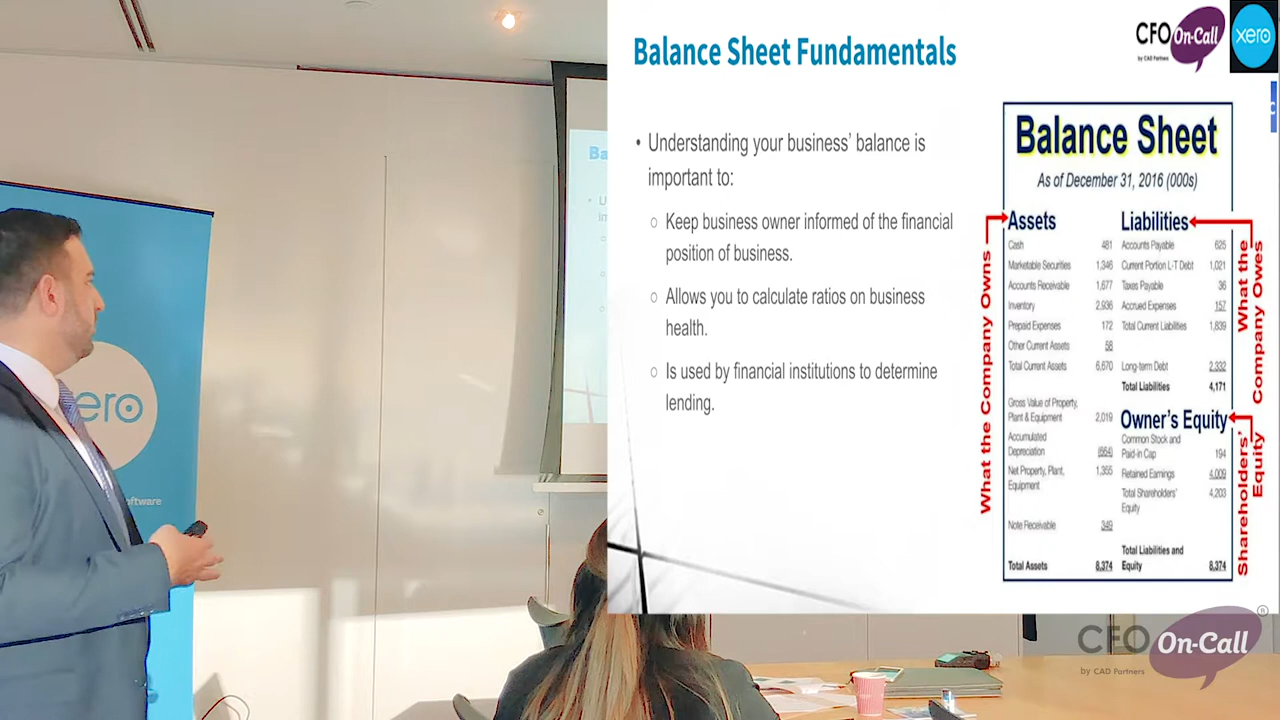 Balance Sheet Fundamentals
CFO On-Call
by CAD Partners
xero
• Understanding your business’ balance is
important to:
○ Keep business owner informed of the financial
position of business.
○ Allows you to calculate ratios on business
health.
○ Is used by financial institutions to determine
lending.
Balance Sheet
As of December 31, 2016 (000s)
What the Company Owns
Assets
Cash 481
Marketable Securities 1,346
Accounts Receivable 1,677
Inventory 2,936
Prepaid Expenses 172
Other Current Assets 58
Total Current Assets 6,670
Gross Value of Property,
Plant & Equipment 2,019
Accumulated
Depreciation (664)
Net Property, Plant, 1,355
Equipment
Note Receivable 349
Total Assets 8,374
Liabilities
Accounts Payable 625
Current Portion L-T Debt 1,021
Taxes Payable 36
Accrued Expenses 157
Total Current Liabilities 1,839
Long-term Debt 2,332
Total Liabilities 4,171
Owner's Equity
Common Stock and
Paid-in Cap 194
Retained Earnings 4,009
Total Shareholders' 4,203
Equity
Total Liabilities and
Equity 8,374
What the
Company Owes
Shareholders'
Equity
Ba
ero
oftware
CFO On-Call ®
by CAD Partners